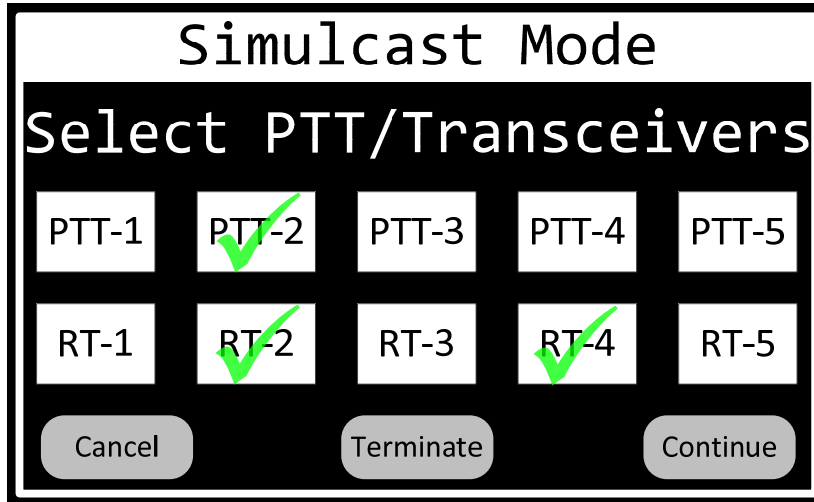 Simulcast Mode
Select PTT/Transceivers
PTT-1 PTT-2 PTT-3 PTT-4 PTT-5
RT-1 RT-2 RT-3 RT-4 RT-5
Cancel Terminate Continue